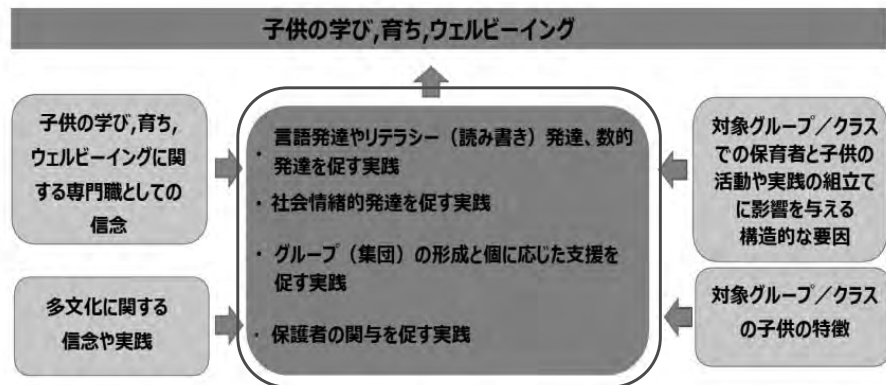 子供の学び,育ち,ウェルビーイング
子供の学び,育ち,
ウェルビーイングに関
する専門職としての
信念
多文化に関する
信念や実践
・ 言語発達やリテラシー（読み書き）発達、数的
発達を促す実践
・ 社会情緒的発達を促す実践
・ グループ（集団）の形成と個に応じた支援を
促す実践
・ 保護者の関与を促す実践
対象グループ／クラス
での保育者と子供の
活動や実践の組立て
に影響を与える
構造的な要因
対象グループ／クラス
の子供の特徴